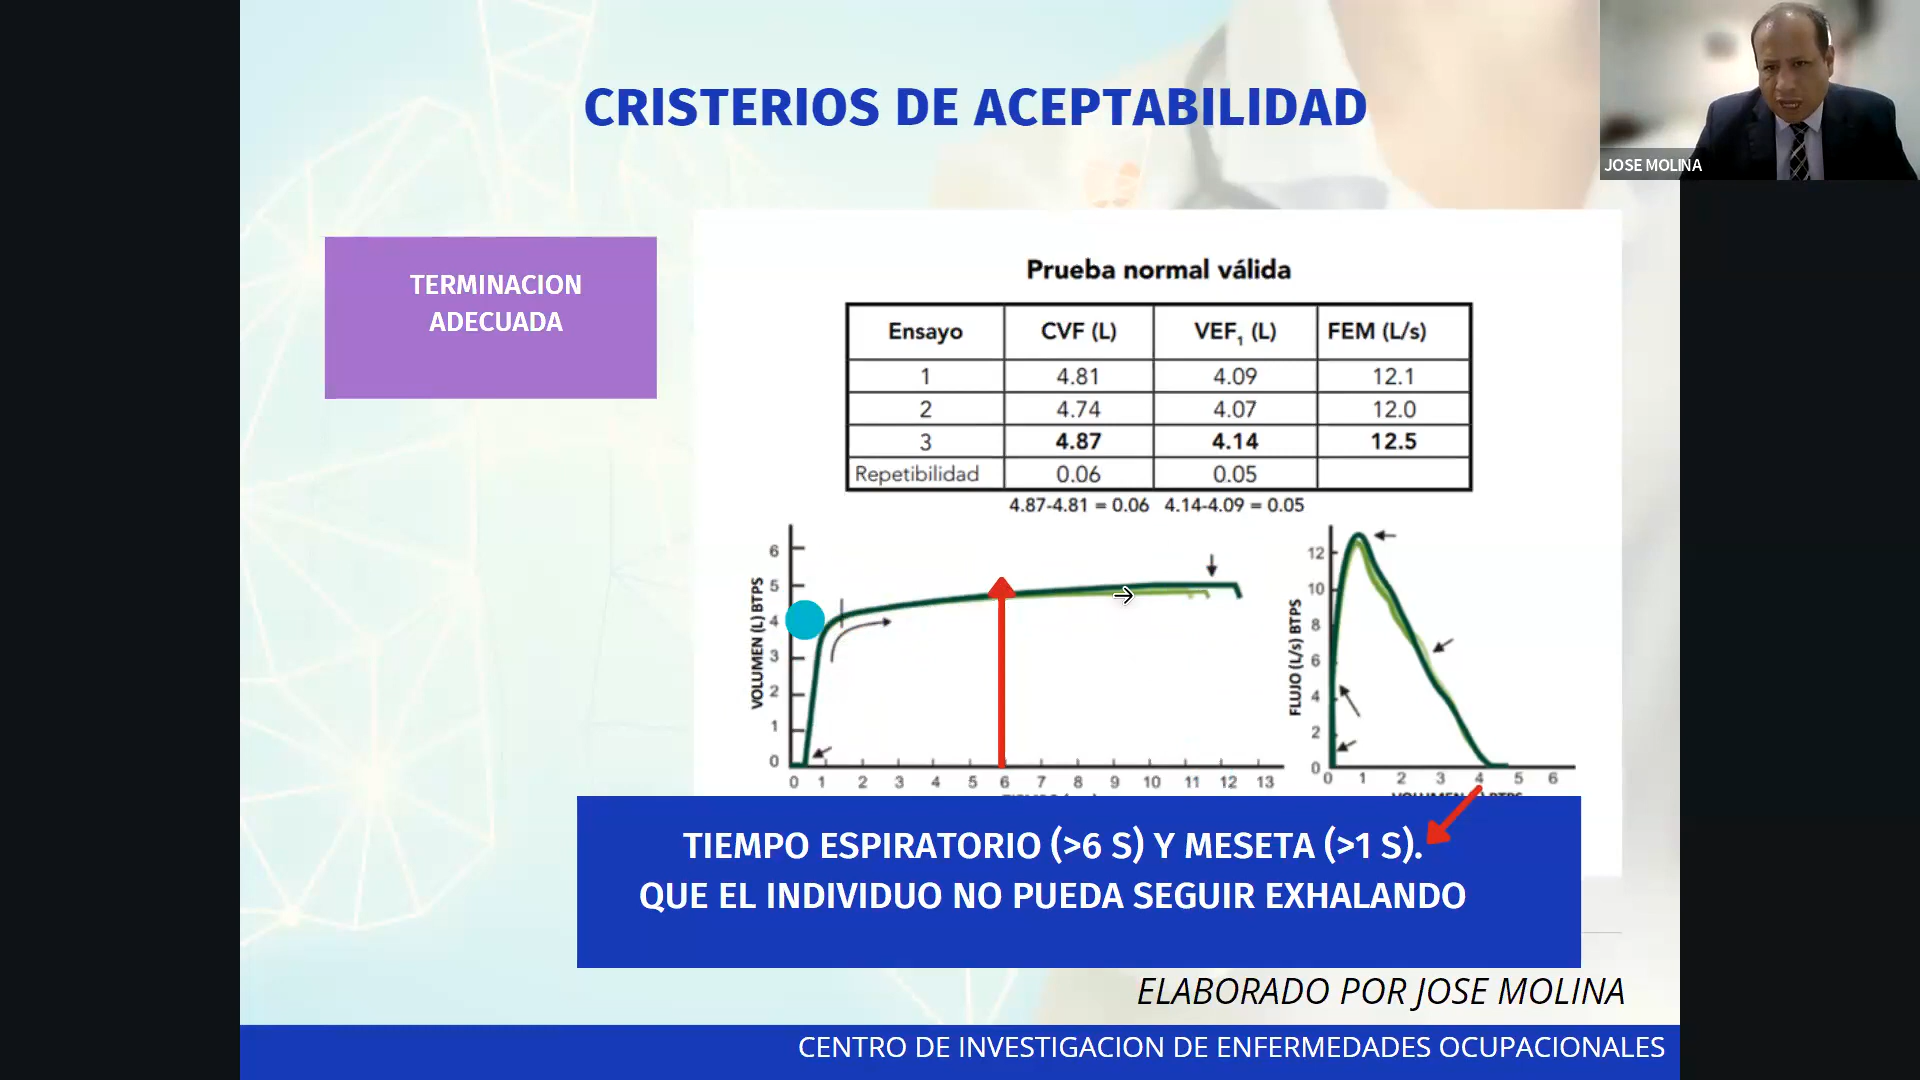 CRISTERIOS DE ACEPTABILIDAD
JOSE MOLINA
TERMINACION
ADECUADA
Prueba normal válida
Ensayo CVF (L) VEF₁ (L) FEM (L/s)
1 4.81 4.09 12.1
2 4.74 4.07 12.0
3 4.87 4.14 12.5
Repetibilidad 0.06 0.05
4.87-4.81 = 0.06 4.14-4.09 = 0.05
VOLUMEN (L) BTPS
6
5
4
3
2
1
0
0 1 2 3 4 5 6 7 8 9 10 11 12 13
FLUJO (L/s) BTPS
12
10
8
6
4
2
0
0 1 2 3 4 5 6
TIEMPO ESPIRATORIO (>6 S) Y MESETA (>1 S).
QUE EL INDIVIDUO NO PUEDA SEGUIR EXHALANDO
ELABORADO POR JOSE MOLINA
CENTRO DE INVESTIGACION DE ENFERMEDADES OCUPACIONALES